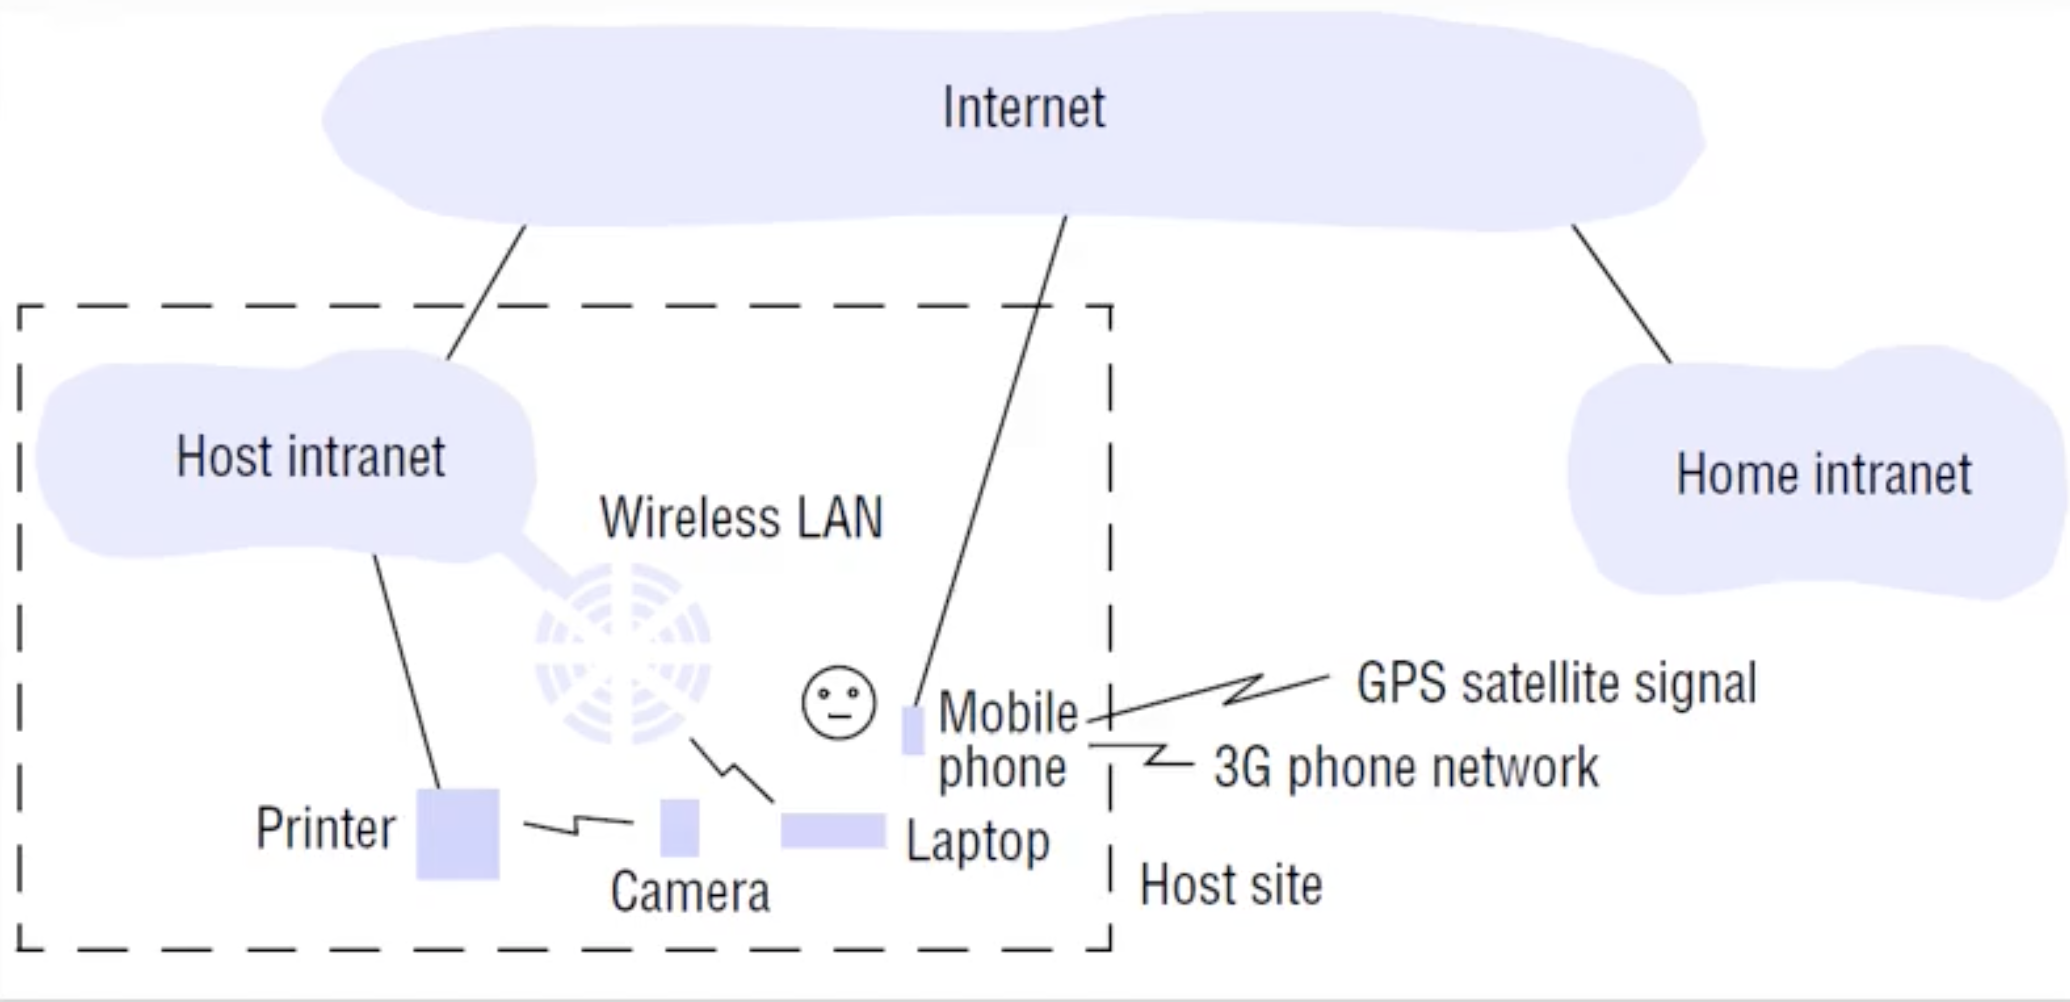 Internet
Host intranet
Home intranet
Wireless LAN
GPS satellite signal
Mobile
phone
3G phone network
Printer
Laptop
Camera
Host site